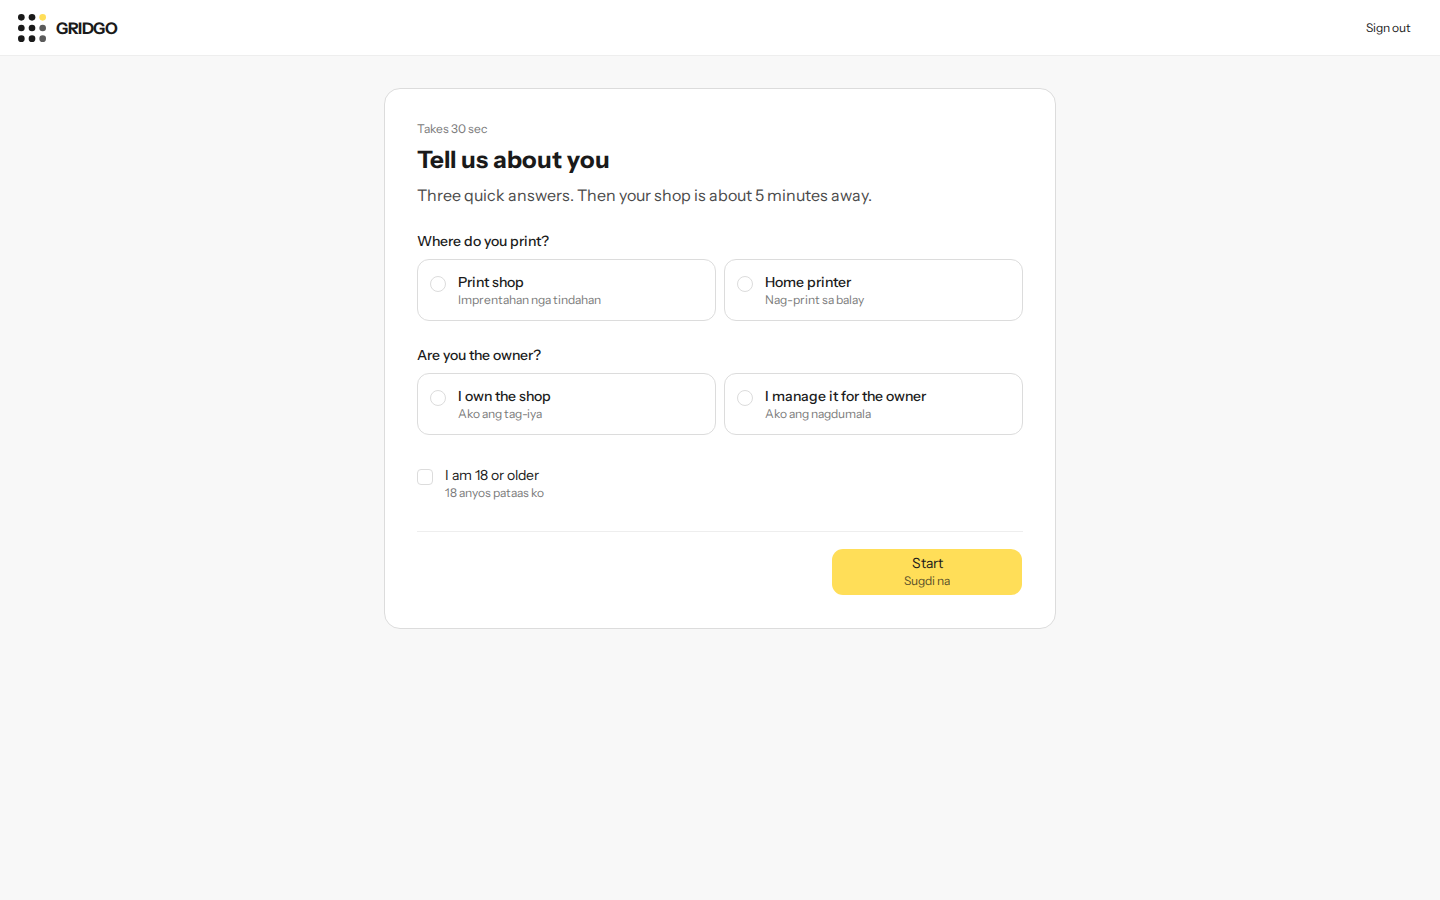 GRIDGO
Sign out
Takes 30 sec
Tell us about you
Three quick answers. Then your shop is about 5 minutes away.
Where do you print?
Print shop
Imprentahan nga tindahan
Home printer
Nag-print sa balay
Are you the owner?
I own the shop
Ako ang tag-iya
I manage it for the owner
Ako ang nagdumala
I am 18 or older
18 anyos pataas ko
Start
Sugdi na